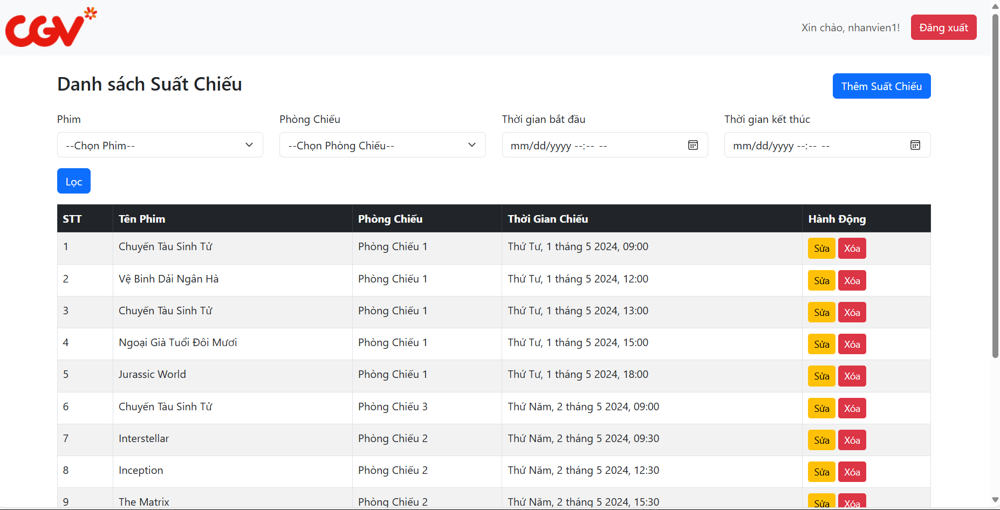 CGV
Xin chào, nhanvien1! Đăng xuất
Danh sách Suất Chiếu Thêm Suất Chiếu
Phim Phòng Chiếu Thời gian bắt đầu Thời gian kết thúc
--Chọn Phim-- --Chọn Phòng Chiếu-- mm/dd/yyyy --:-- -- mm/dd/yyyy --:-- --
Lọc
STT Tên Phim Phòng Chiếu Thời Gian Chiếu Hành Động
1 Chuyến Tàu Sinh Tử Phòng Chiếu 1 Thứ Tư, 1 tháng 5 2024, 09:00 Sửa Xóa
2 Vệ Binh Dải Ngân Hà Phòng Chiếu 1 Thứ Tư, 1 tháng 5 2024, 12:00 Sửa Xóa
3 Chuyến Tàu Sinh Tử Phòng Chiếu 1 Thứ Tư, 1 tháng 5 2024, 13:00 Sửa Xóa
4 Ngoại Già Tuổi Đôi Mươi Phòng Chiếu 1 Thứ Tư, 1 tháng 5 2024, 15:00 Sửa Xóa
5 Jurassic World Phòng Chiếu 1 Thứ Tư, 1 tháng 5 2024, 18:00 Sửa Xóa
6 Chuyến Tàu Sinh Tử Phòng Chiếu 3 Thứ Năm, 2 tháng 5 2024, 09:00 Sửa Xóa
7 Interstellar Phòng Chiếu 2 Thứ Năm, 2 tháng 5 2024, 09:30 Sửa Xóa
8 Inception Phòng Chiếu 2 Thứ Năm, 2 tháng 5 2024, 12:30 Sửa Xóa
9 The Matrix Phòng Chiếu 2 Thứ Năm, 2 tháng 5 2024, 15:30 Sửa Xóa